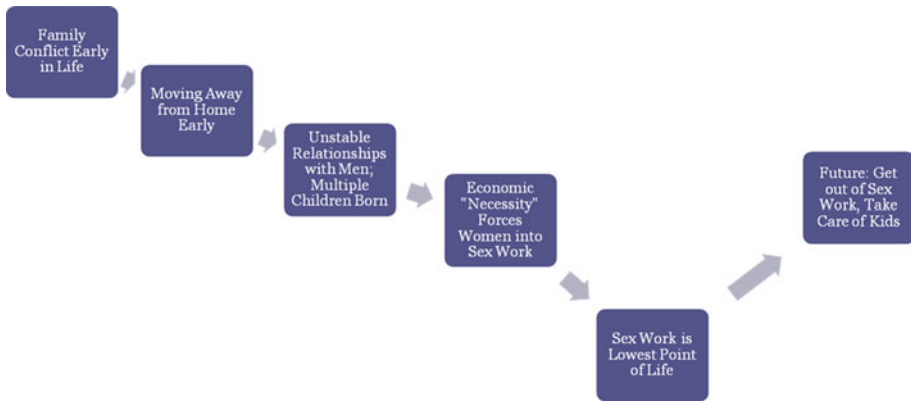 Family
Conflict Early
in Life
Moving Away
from Home
Early
Unstable
Relationships
with Men;
Multiple
Children Born
Economic
"Necessity"
Forces
Women into
Sex Work
Sex Work is
Lowest Point
of Life
Future: Get
out of Sex
Work, Take
Care of Kids